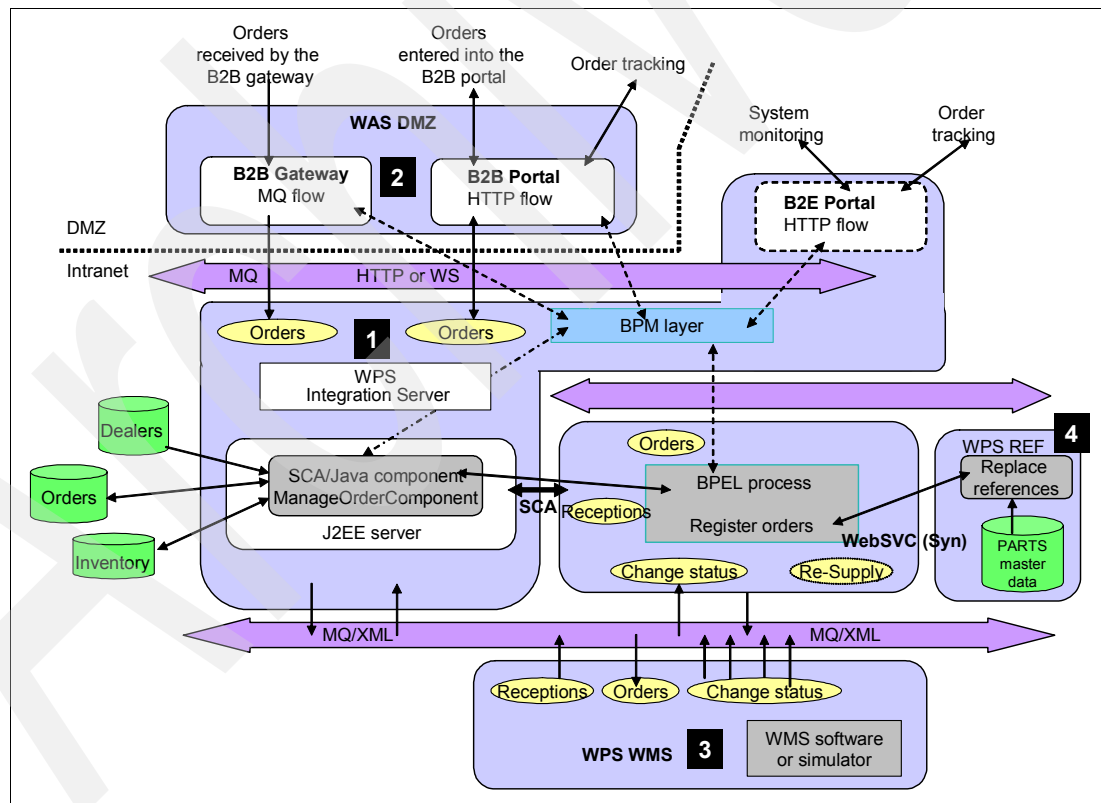 Orders
received by the
B2B gateway
Orders
entered into the
B2B portal
Order tracking
System
monitoring
Order
tracking
WAS DMZ
B2B Gateway
MQ flow
2
B2B Portal
HTTP flow
B2E Portal
HTTP flow
DMZ
Intranet
MQ
HTTP or WS
Orders
1
Orders
BPM layer
WPS
Integration Server
Dealers
Orders
Inventory
SCA/Java component
ManageOrderComponent
J2EE server
SCA
Orders
Receptions
BPEL process
Register orders
WebSVC (Syn)
Change status
Re-Supply
4
WPS REF
Replace
references
PARTS
master
data
MQ/XML
MQ/XML
Receptions
Orders
Change status
WPS WMS
3
WMS software
or simulator